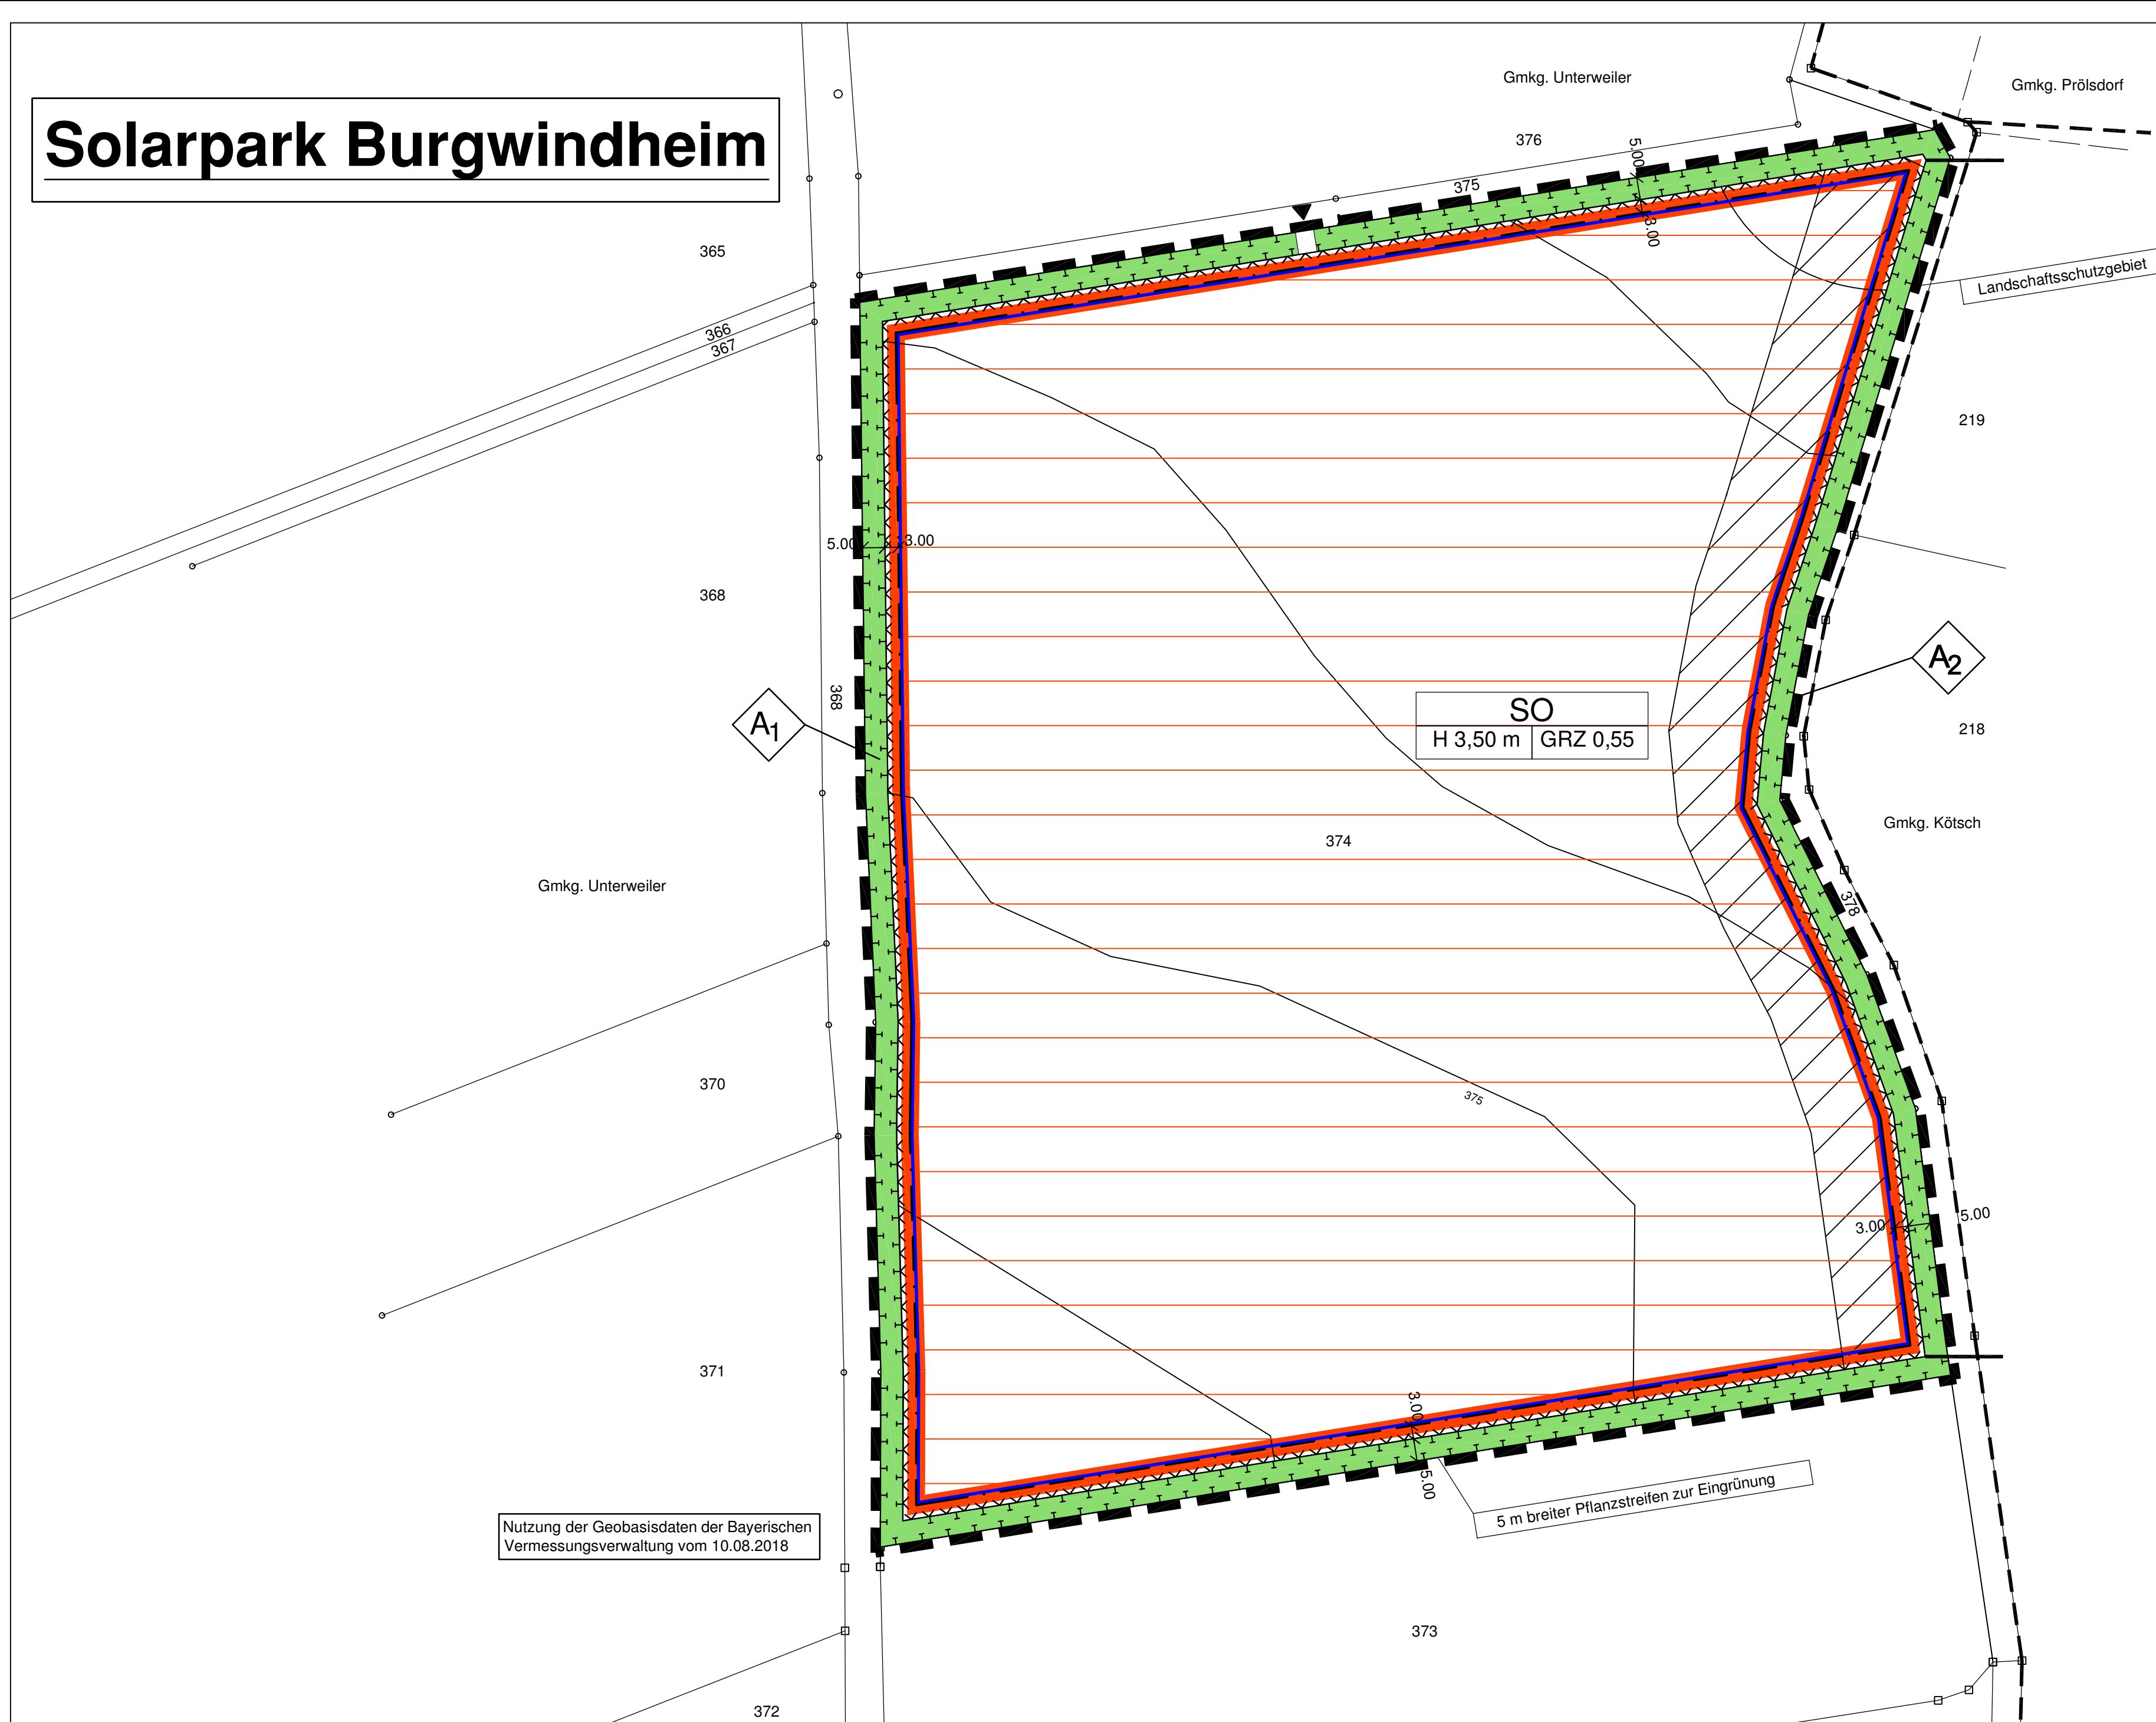 Solarpark Burgwindheim
Gmkg. Unterweiler
Gmkg. Prölsdorf
376
375
5.00
3.00
365
366
367
Landschaftsschutzgebiet
219
5.00
3.00
368
368
A2
A1
SO
H 3,50 m
GRZ 0,55
218
Gmkg. Kötsch
374
Gmkg. Unterweiler
378
370
375
3.00
5.00
371
3.00
5.00
5 m breiter Pflanzstreifen zur Eingrünung
Nutzung der Geobasisdaten der Bayerischen
Vermessungsverwaltung vom 10.08.2018
373
372